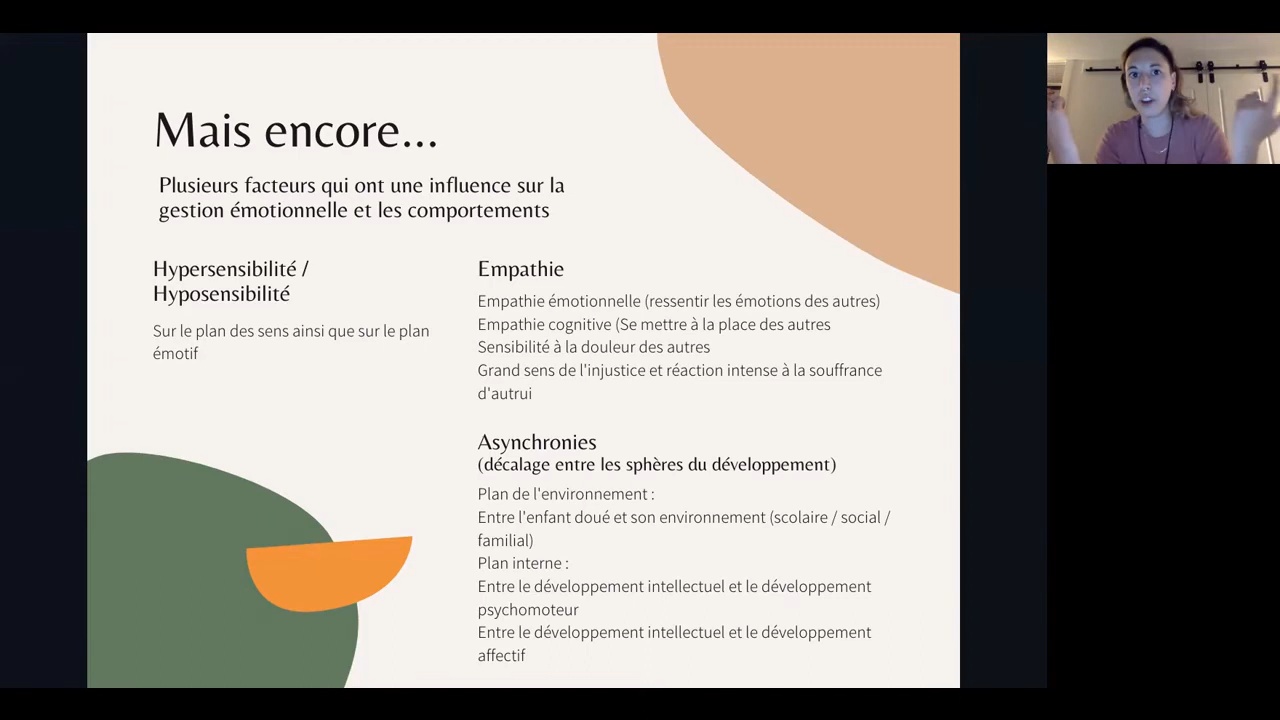 Mais encore...
Plusieurs facteurs qui ont une influence sur la
gestion émotionnelle et les comportements
Hypersensibilité /
Hyposensibilité
Sur le plan des sens ainsi que sur le plan
émotif
Empathie
Empathie émotionnelle (ressentir les émotions des autres)
Empathie cognitive (Se mettre à la place des autres
Sensibilité à la douleur des autres
Grand sens de l'injustice et réaction intense à la souffrance
d'autrui
Asynchronies
(décalage entre les sphères du développement)
Plan de l'environnement :
Entre l'enfant doué et son environnement (scolaire / social /
familial)
Plan interne :
Entre le développement intellectuel et le développement
psychomoteur
Entre le développement intellectuel et le développement
affectif